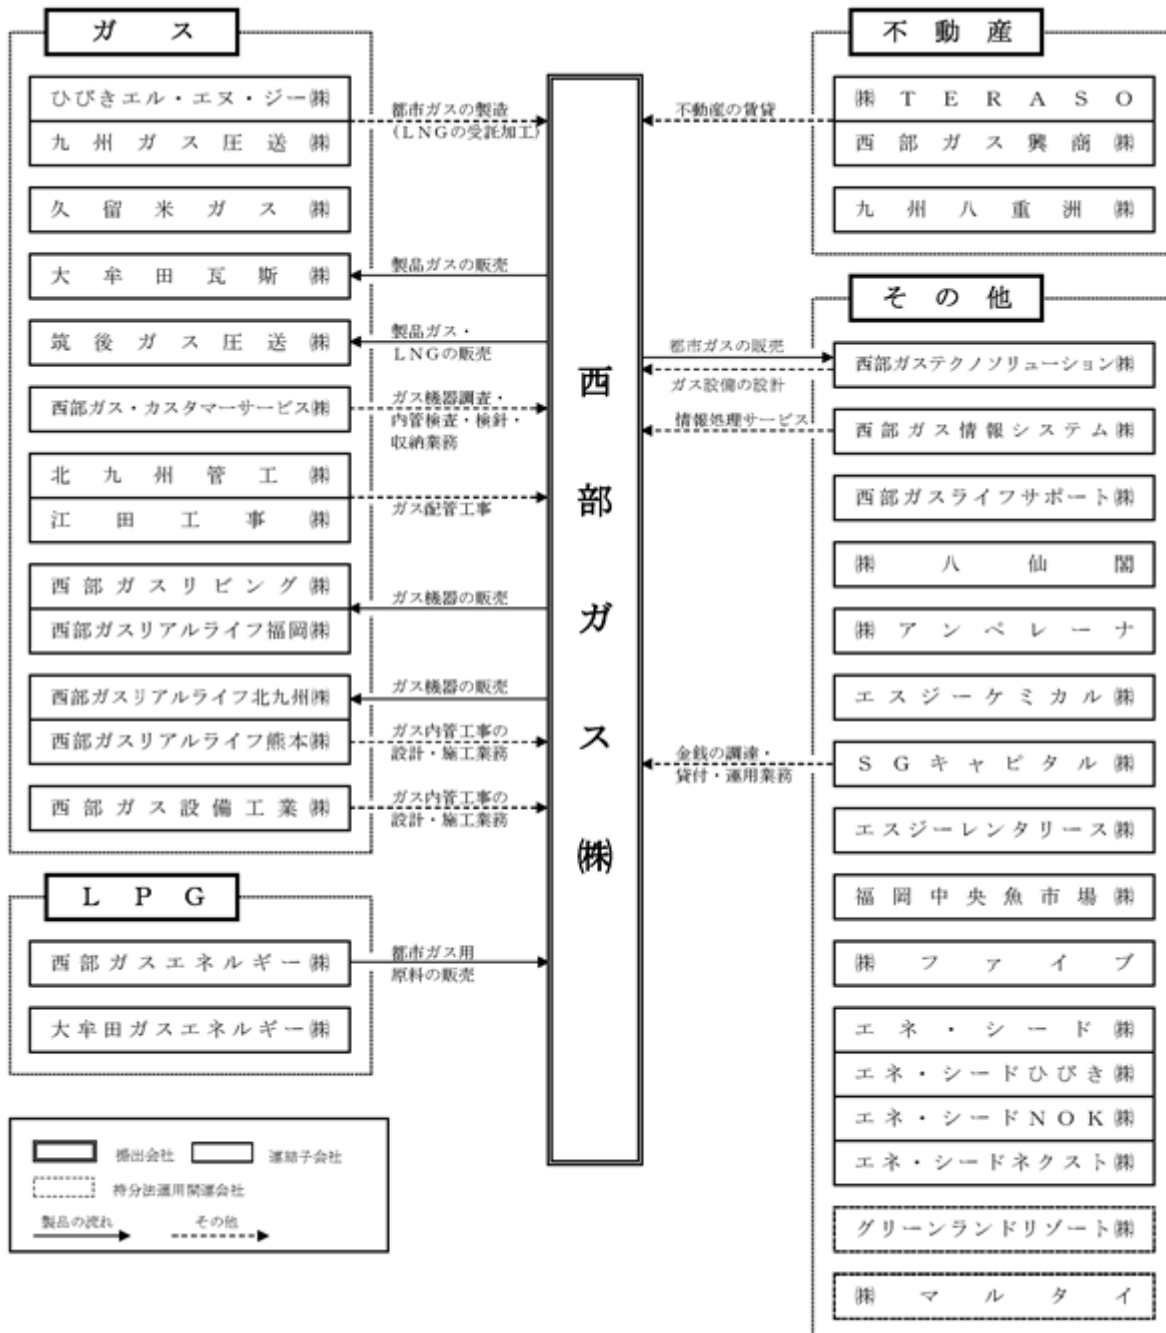 ガス
ひびきエル・エヌ・ジー㈱
九州ガス圧送㈱
久留米ガス㈱
大牟田瓦斯㈱
筑後ガス圧送㈱
西部ガス・カスタマーサービス㈱
北九州管工㈱
江田工事㈱
西部ガスリビング㈱
西部ガスリアルライフ福岡㈱
西部ガスリアルライフ北九州㈱
西部ガスリアルライフ熊本㈱
西部ガス設備工業㈱
LPG
西部ガスエネルギー㈱
大牟田ガスエネルギー㈱
都市ガスの製造
(LNGの受託加工)
製品ガスの販売
製品ガス・
LNGの販売
ガス機器調査・
内管検査・検針・
収納業務
ガス配管工事
ガス機器の販売
ガス機器の販売
ガス内管工事の
設計・施工業務
ガス内管工事の
設計・施工業務
都市ガス用
原料の販売
西部ガス㈱
不動産の賃貸
都市ガスの販売
ガス設備の設計
情報処理サービス
金銭の調達・
貸付・運用業務
不動産
㈱TERASO
西部ガス興商㈱
九州八重洲㈱
その他
西部ガステクノソリューション㈱
西部ガス情報システム㈱
西部ガスライフサポート㈱
㈱八仙閣
㈱アンペレーナ
エスジーケミカル㈱
SGキャピタル㈱
エスジーレンタリース㈱
福岡中央魚市場㈱
㈱ファイブ
エネ・シード㈱
エネ・シードひびき㈱
エネ・シードNOK㈱
エネ・シードネクスト㈱
グリーンランドリゾート㈱
㈱マルタイ
提出会社
連結子会社
持分法適用関連会社
製品の流れ
その他